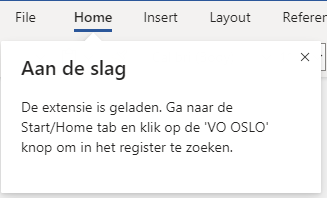 File Home Insert Layout Referen
Aan de slag
De extensie is geladen. Ga naar de
Start/Home tab en klik op de 'VO OSLO'
knop om in het register te zoeken.